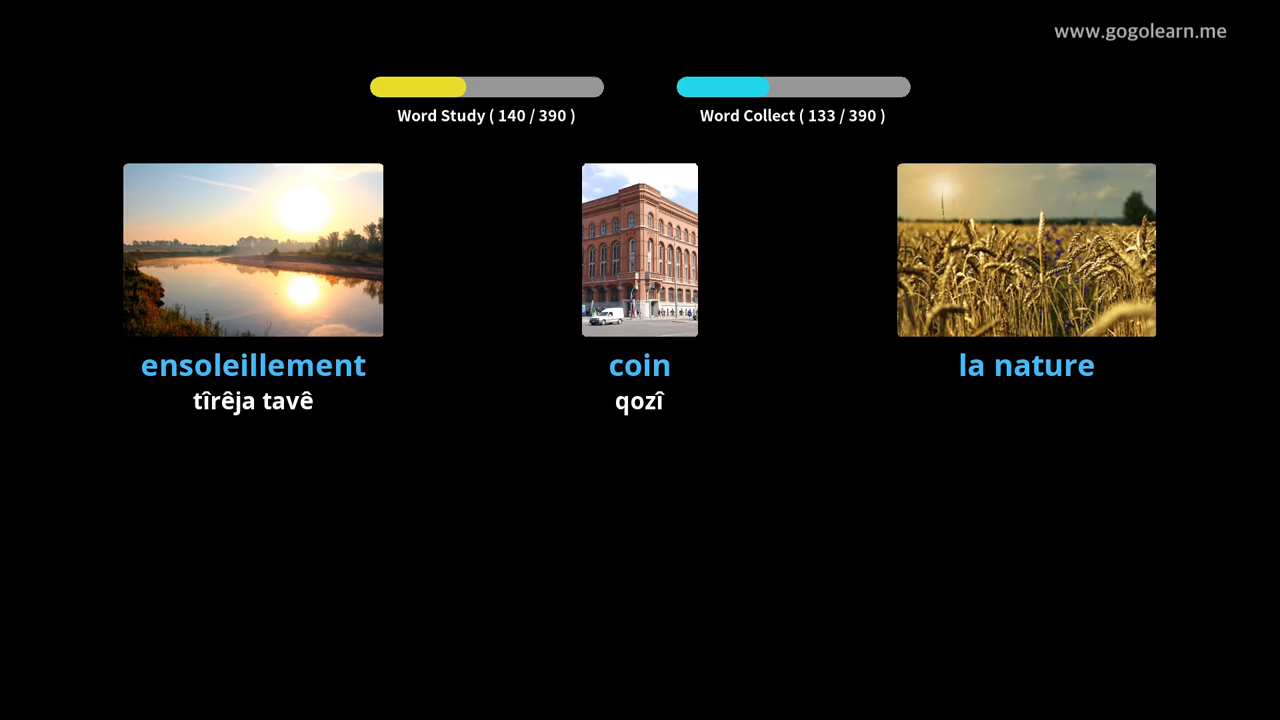 www.gogolearn.me
Word Study ( 140 / 390 )
Word Collect ( 133 / 390 )
ensoleillement
tîrêja tavê
coin
qozî
la nature